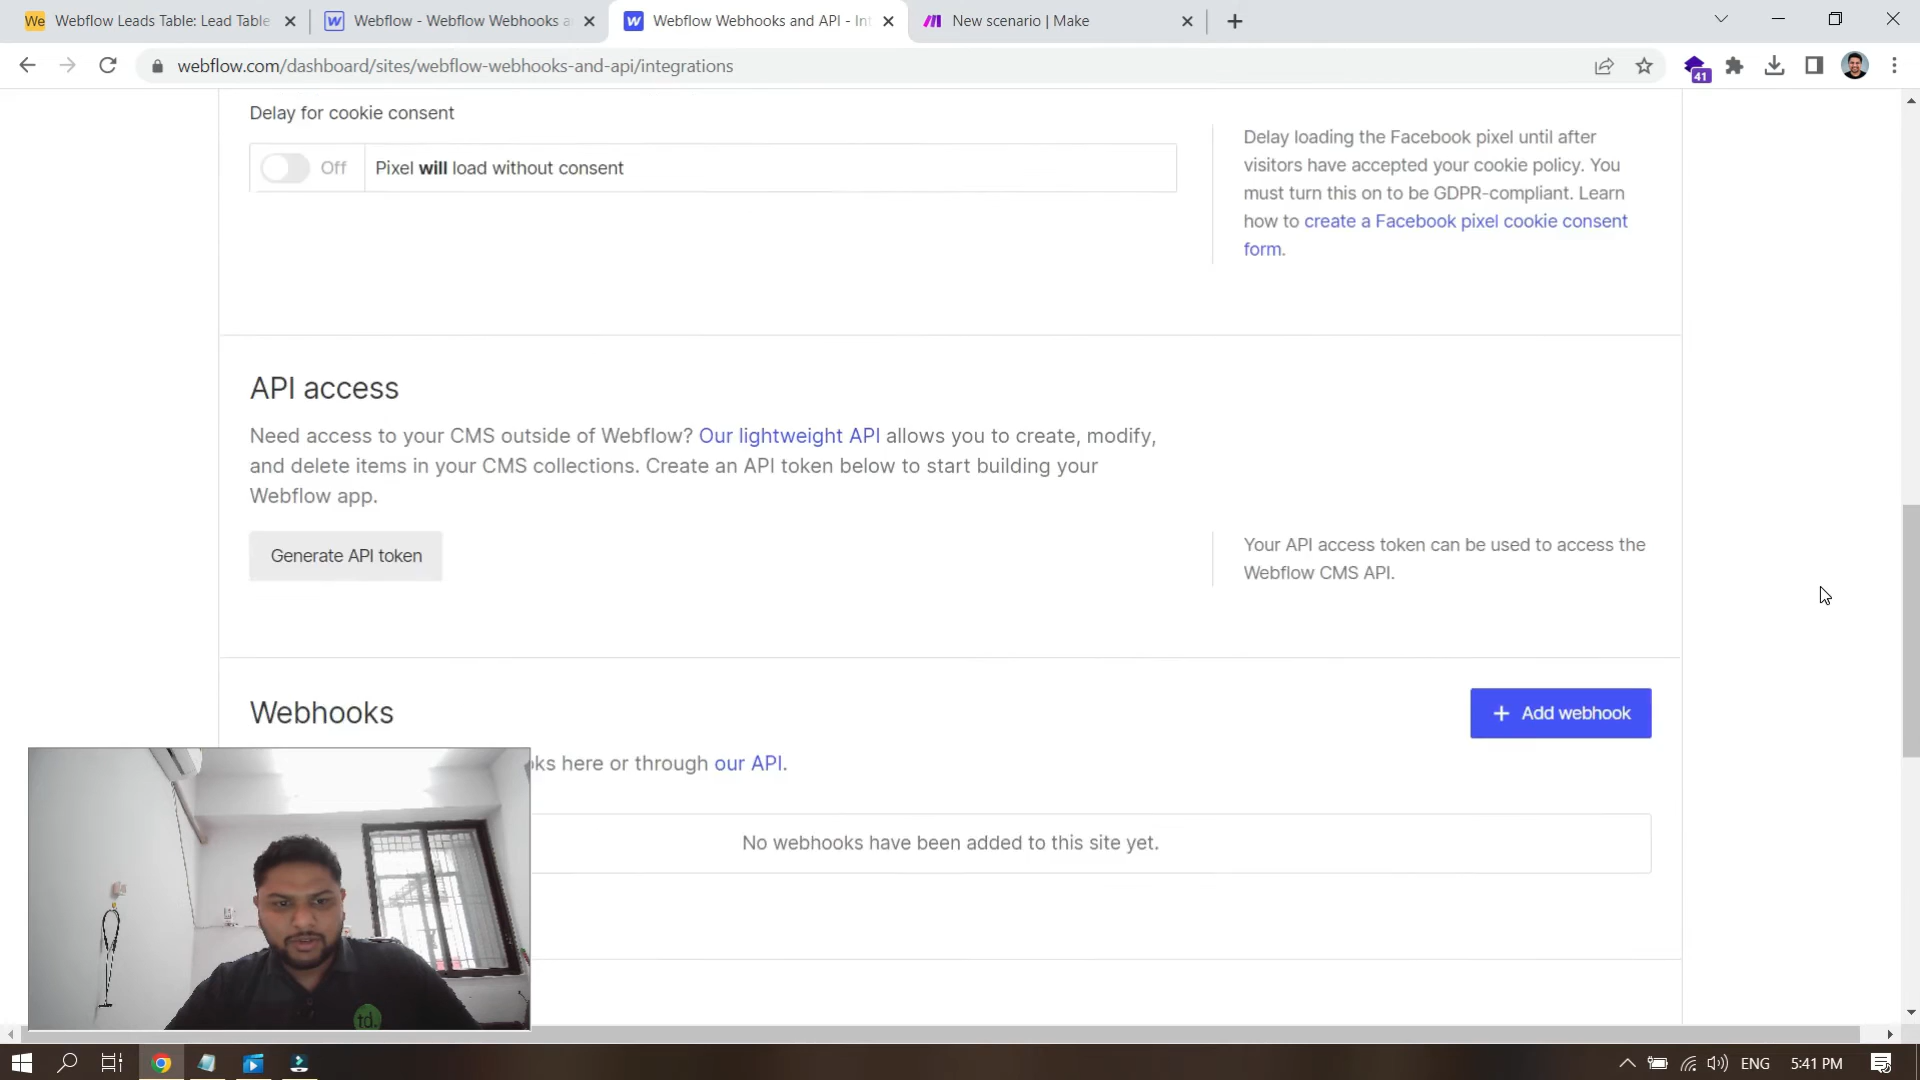 We Webflow Leads Table: Lead Table
Webflow - Webflow Webhooks a
Webflow Webhooks and API - Int
New scenario | Make
webflow.com/dashboard/sites/webflow-webhooks-and-api/integrations
41
Delay for cookie consent
Off
Pixel will load without consent
Delay loading the Facebook pixel until after
visitors have accepted your cookie policy. You
must turn this on to be GDPR-compliant. Learn
how to create a Facebook pixel cookie consent
form.
API access
Need access to your CMS outside of Webflow? Our lightweight API allows you to create, modify,
and delete items in your CMS collections. Create an API token below to start building your
Webflow app.
Generate API token
Your API access token can be used to access the
Webflow CMS API.
Webhooks
+ Add webhook
ks here or through our API.
No webhooks have been added to this site yet.
td.
ENG
5:41 PM